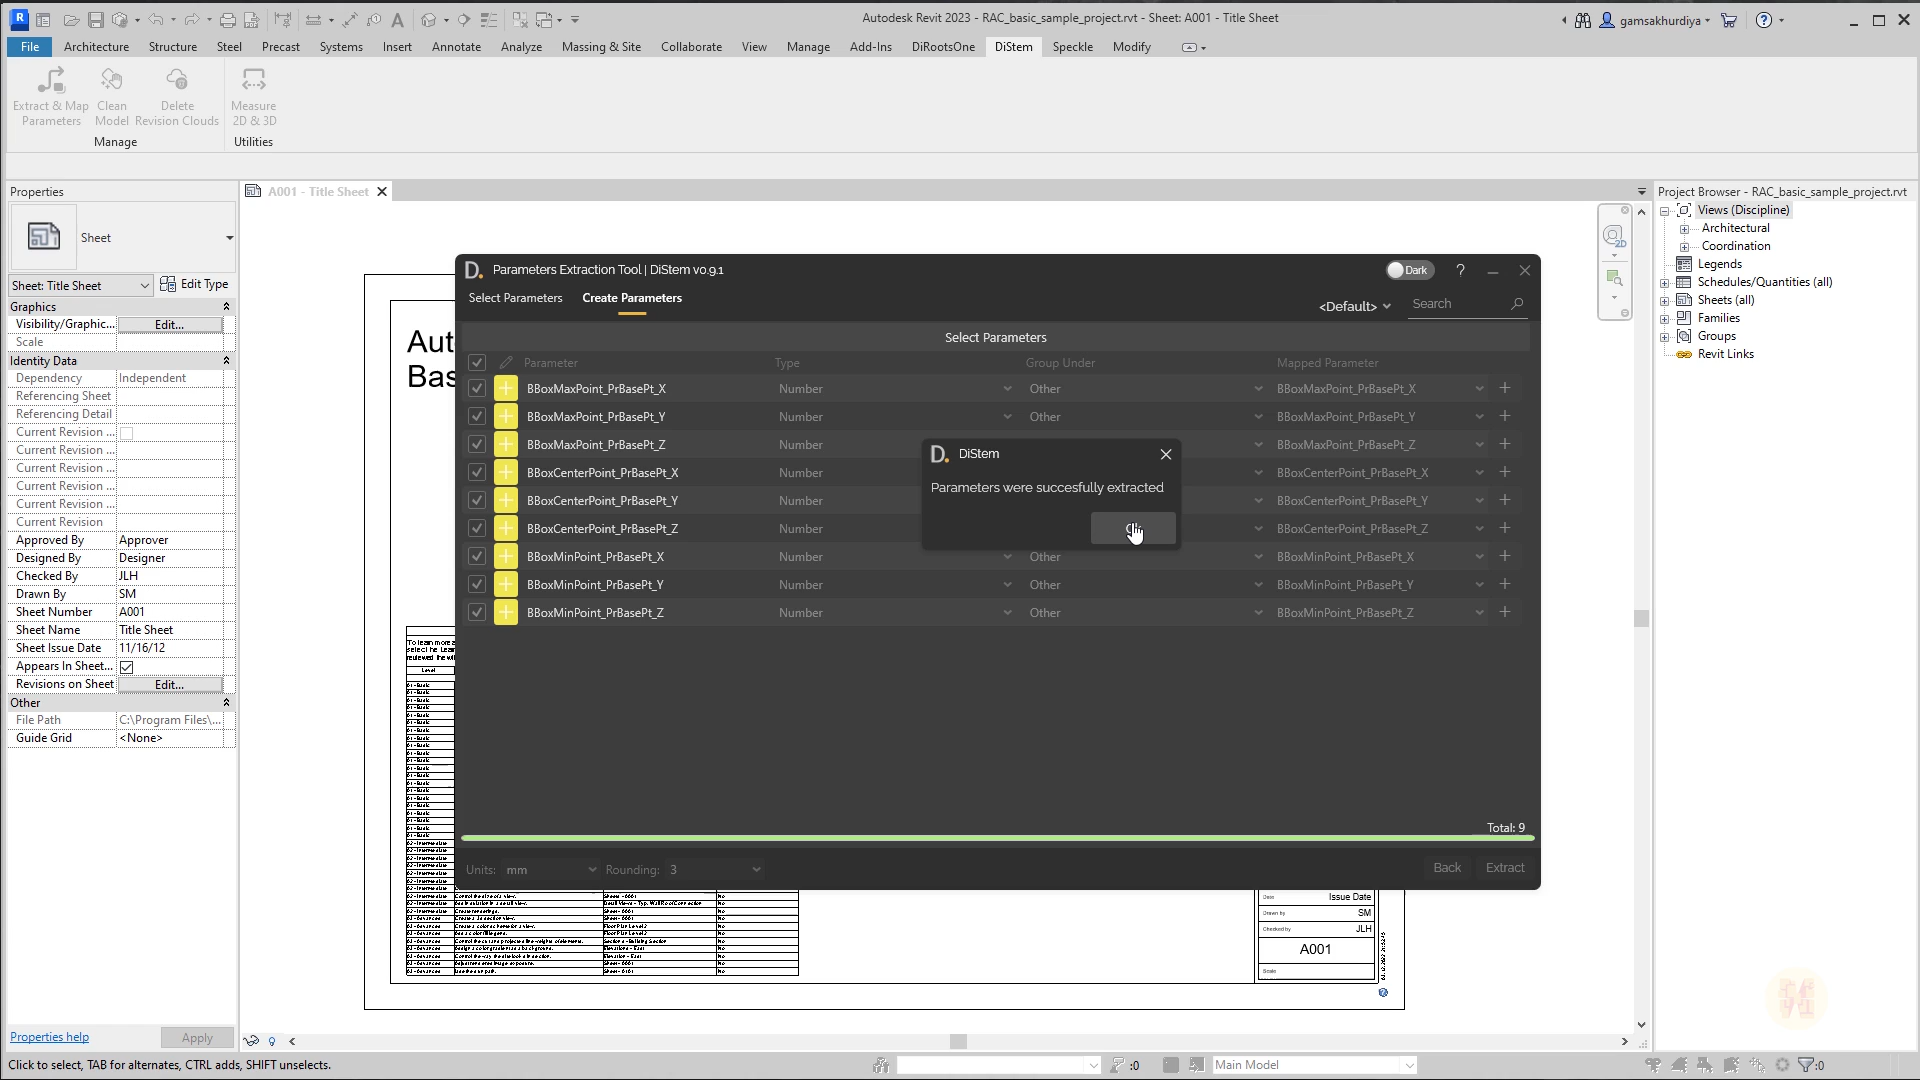 Autodesk Revit 2023 - RAC_basic_sample_project.rvt - Sheet: A001 - Title Sheet
gamsakhurdiya
File Architecture Structure Steel Precast Systems Insert Annotate Analyze Massing & Site Collaborate View Manage Add-Ins DiRootsOne DiStem Speckle Modify
Extract & Map Parameters
Clean Model
Delete Revision Clouds
Measure 2D & 3D
Manage
Utilities
Properties
Sheet
Sheet: Title Sheet
Edit Type
Graphics
Visibility/Graphic... Edit...
Scale
Identity Data
Dependency Independent
Referencing Sheet
Referencing Detail
Current Revision ...
Current Revision ...
Current Revision ...
Current Revision ...
Current Revision ...
Current Revision
Approved By Approver
Designed By Designer
Checked By JLH
Drawn By SM
Sheet Number A001
Sheet Name Title Sheet
Sheet Issue Date 11/16/12
Appears In Sheet...
Revisions on Sheet Edit...
Other
File Path C:\Program Files\...
Guide Grid <None>
Properties help
Apply
A001 - Title Sheet
Aut
Bas
Parameters Extraction Tool | DiStem v0.9.1
Dark
?
Select Parameters Create Parameters
<Default>
Search
Select Parameters
Parameter Type Group Under Mapped Parameter
BBoxMaxPoint_PrBasePt_X Number Other BBoxMaxPoint_PrBasePt_X
BBoxMaxPoint_PrBasePt_Y Number Other BBoxMaxPoint_PrBasePt_Y
BBoxMaxPoint_PrBasePt_Z Number BBoxMaxPoint_PrBasePt_Z
BBoxCenterPoint_PrBasePt_X Number BBoxCenterPoint_PrBasePt_X
BBoxCenterPoint_PrBasePt_Y Number BBoxCenterPoint_PrBasePt_Y
BBoxCenterPoint_PrBasePt_Z Number BBoxCenterPoint_PrBasePt_Z
BBoxMinPoint_PrBasePt_X Number Other BBoxMinPoint_PrBasePt_X
BBoxMinPoint_PrBasePt_Y Number Other BBoxMinPoint_PrBasePt_Y
BBoxMinPoint_PrBasePt_Z Number Other BBoxMinPoint_PrBasePt_Z
D. DiStem
Parameters were succesfully extracted
Total: 9
Units: mm Rounding: 3
Back Extract
Issue Date
Drawn by SM
Checked by JLH
A001
Scale
Project Browser - RAC_basic_sample_project.rvt
Views (Discipline)
Architectural
Coordination
Legends
Schedules/Quantities (all)
Sheets (all)
Families
Groups
Revit Links
Click to select, TAB for alternates, CTRL adds, SHIFT unselects.
:0
Main Model
:0